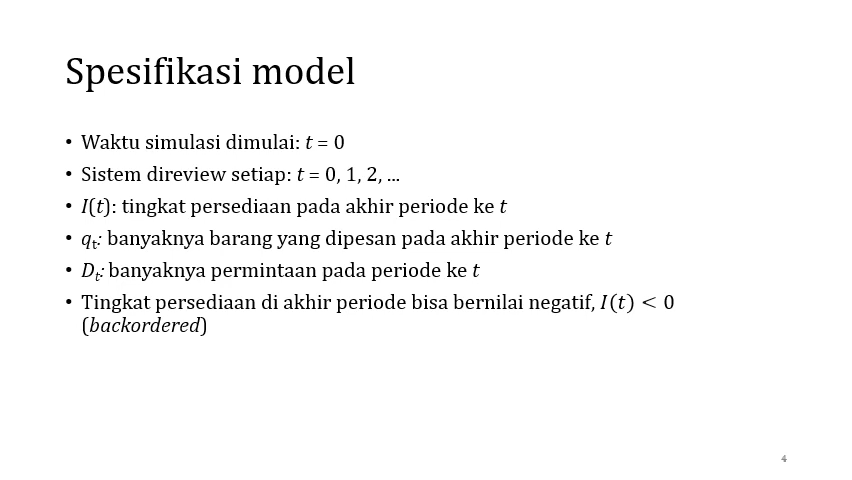 Spesifikasi model
• Waktu simulasi dimulai: t = 0
• Sistem direview setiap: t = 0, 1, 2, ...
• I(t): tingkat persediaan pada akhir periode ke t
• qt: banyaknya barang yang dipesan pada akhir periode ke t
• Dt: banyaknya permintaan pada periode ke t
• Tingkat persediaan di akhir periode bisa bernilai negatif, I(t) < 0
(backordered)
4